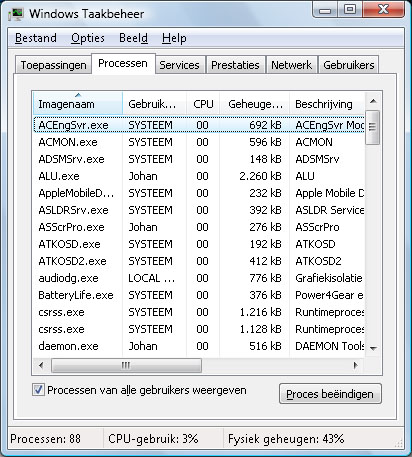 Windows Taakbeheer
Bestand Opties Beeld Help
Toepassingen Processen Services Prestaties Netwerk Gebruikers
Imagenaam Gebruik... CPU Geheuge... Beschrijving
ACEngSvr.exe SYSTEEM 00 692 kB ACEngSvr Moc
ACMON.exe SYSTEEM 00 596 kB ACMON
ADSMSrv.exe SYSTEEM 00 148 kB ADSMSrv
ALU.exe Johan 00 2.260 kB ALU
AppleMobileD... SYSTEEM 00 232 kB Apple Mobile D
ASLDRSrv.exe SYSTEEM 00 392 kB ASLDR Service
ASScrPro.exe Johan 00 276 kB ASScrPro.exe
ATKOSD.exe SYSTEEM 00 192 kB ATKOSD
ATKOSD2.exe SYSTEEM 00 412 kB ATKOSD2
audiodg.exe LOCAL ... 00 776 kB Grafiekisolatie
BatteryLife.exe SYSTEEM 00 376 kB Power4Gear e
csrss.exe SYSTEEM 00 1.216 kB Runtimeproces
csrss.exe SYSTEEM 00 1.128 kB Runtimeproces
daemon.exe Johan 00 516 kB DAEMON Tools
Processen van alle gebruikers weergeven Proces beëindigen
Processen: 88 CPU-gebruik: 3% Fysiek geheugen: 43%